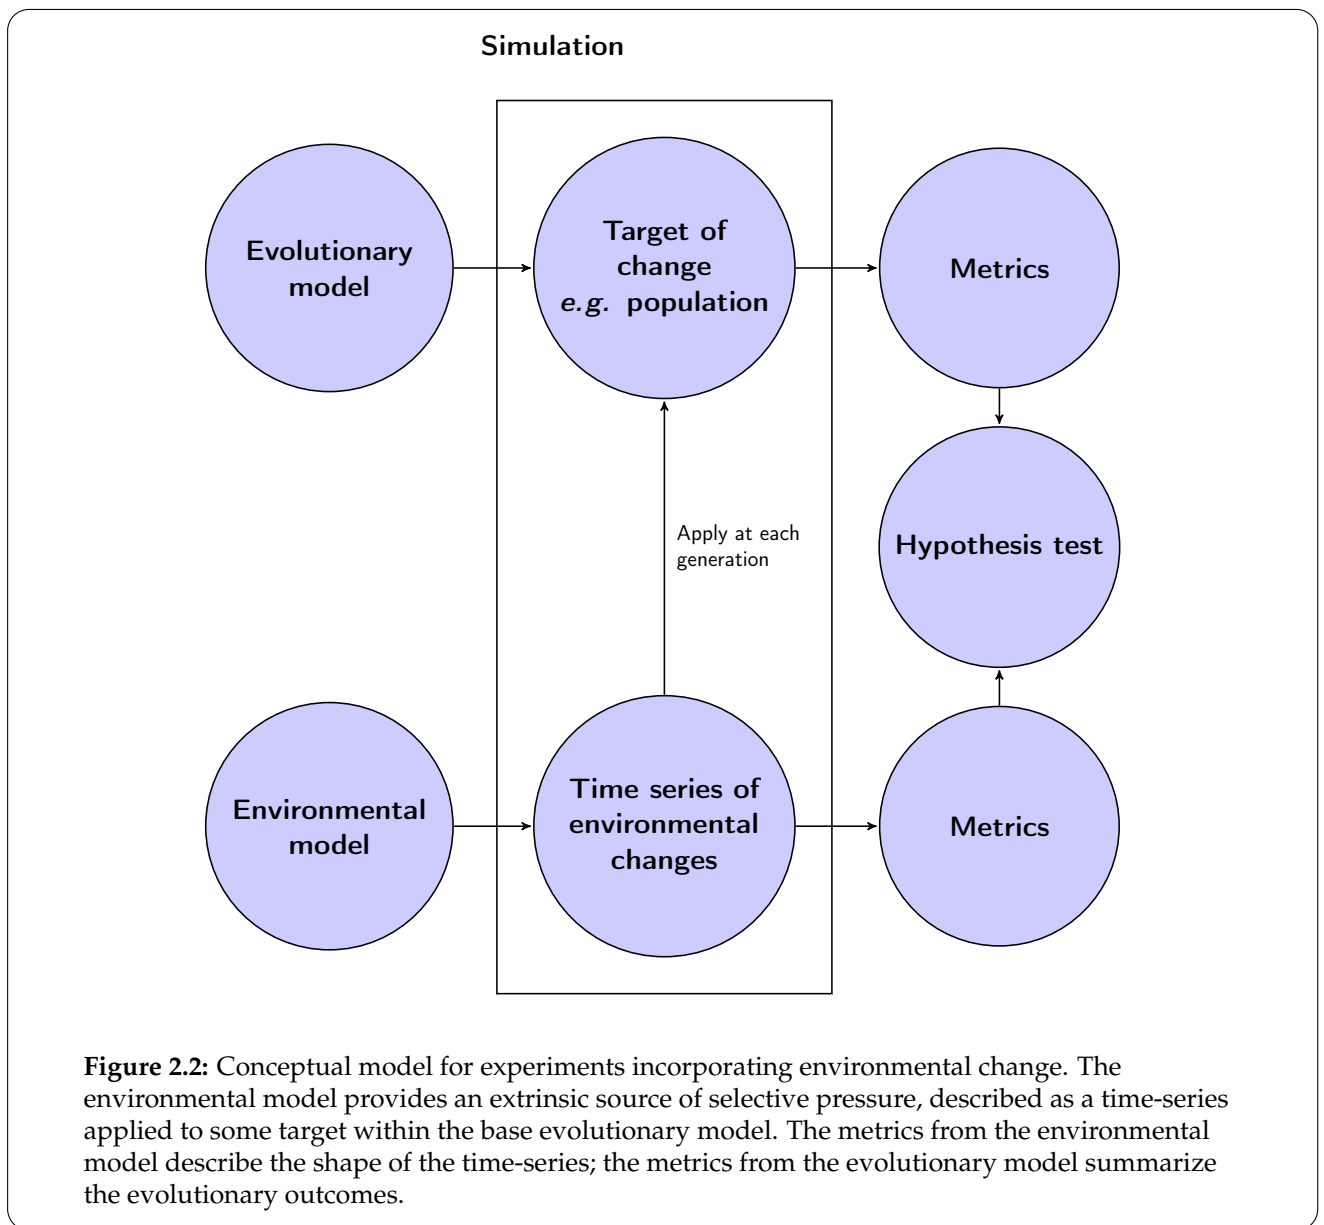 Simulation
Evolutionary
model
Target of
change
e.g. population
Metrics
Apply at each
generation
Hypothesis test
Environmental
model
Time series of
environmental
changes
Metrics
Figure 2.2: Conceptual model for experiments incorporating environmental change. The
environmental model provides an extrinsic source of selective pressure, described as a time-series
applied to some target within the base evolutionary model. The metrics from the environmental
model describe the shape of the time-series; the metrics from the evolutionary model summarize
the evolutionary outcomes.